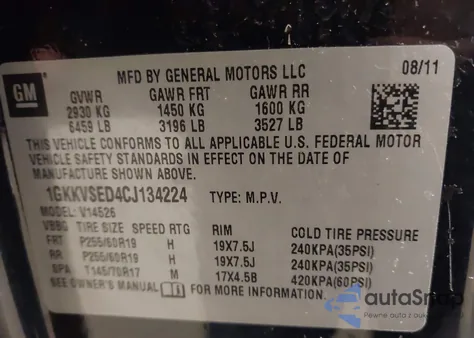 GM
MFD BY GENERAL MOTORS LLC
08/11
GVWR GAWR FRT GAWR RR
2930 KG 1450 KG 1600 KG
6459 LB 3196 LB 3527 LB
THIS VEHICLE CONFORMS TO ALL APPLICABLE U.S. FEDERAL MOTOR
VEHICLE SAFETY STANDARDS IN EFFECT ON THE DATE OF
MANUFACTURE SHOWN ABOVE.
1GKKVSED4CJ134224 TYPE: M.P.V.
MODEL: V14526
VBBG TIRE SIZE SPEED RTG RIM COLD TIRE PRESSURE
FRT P255/60R19 H 19X7.5J 240KPA(35PSI)
RR P255/60R19 H 19X7.5J 240KPA(35PSI)
SPA T145/70R17 M 17X4.5B 420KPA(60PSI)
SEE OWNER'S MANUAL FOR MORE INFORMATION
autaSnap
Pewne auto z